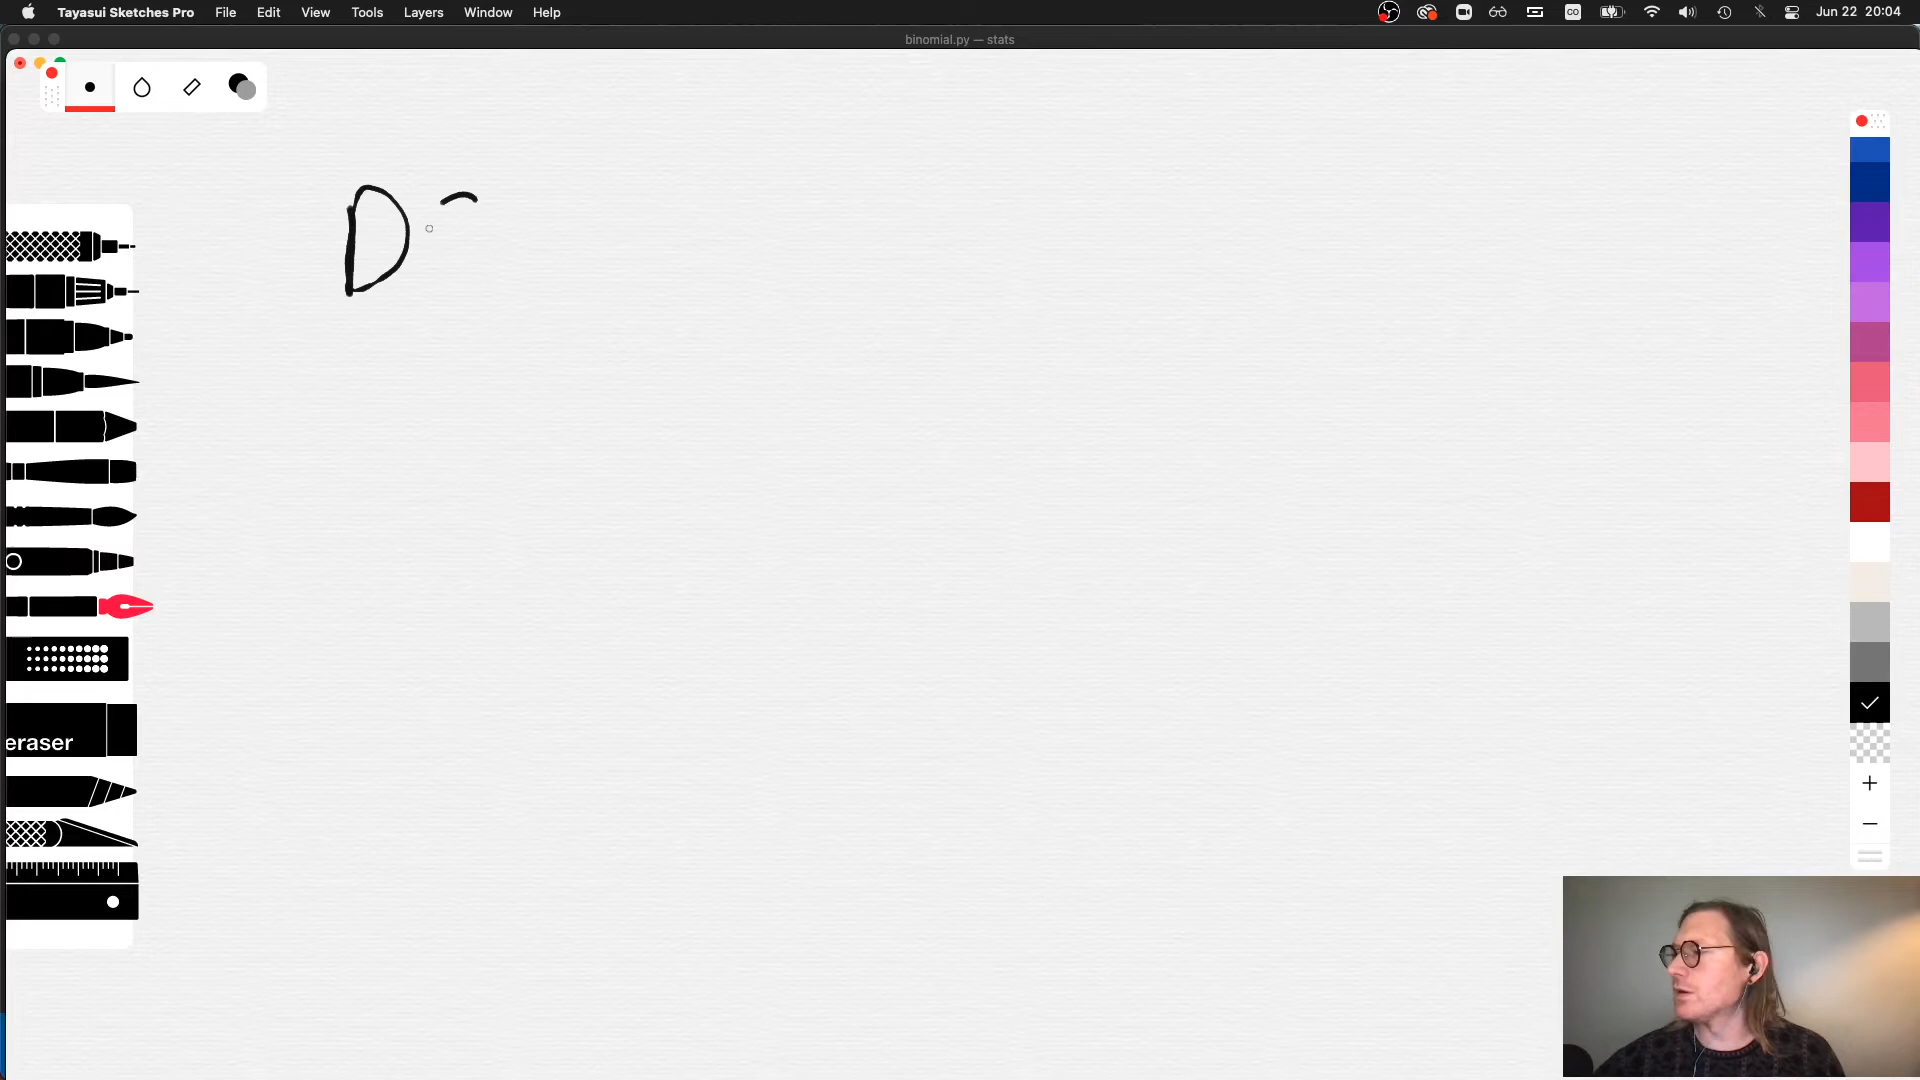 Tayasui Sketches Pro File Edit View Tools Layers Window Help Jun 22 20:04
binomial.py — stats
D
eraser